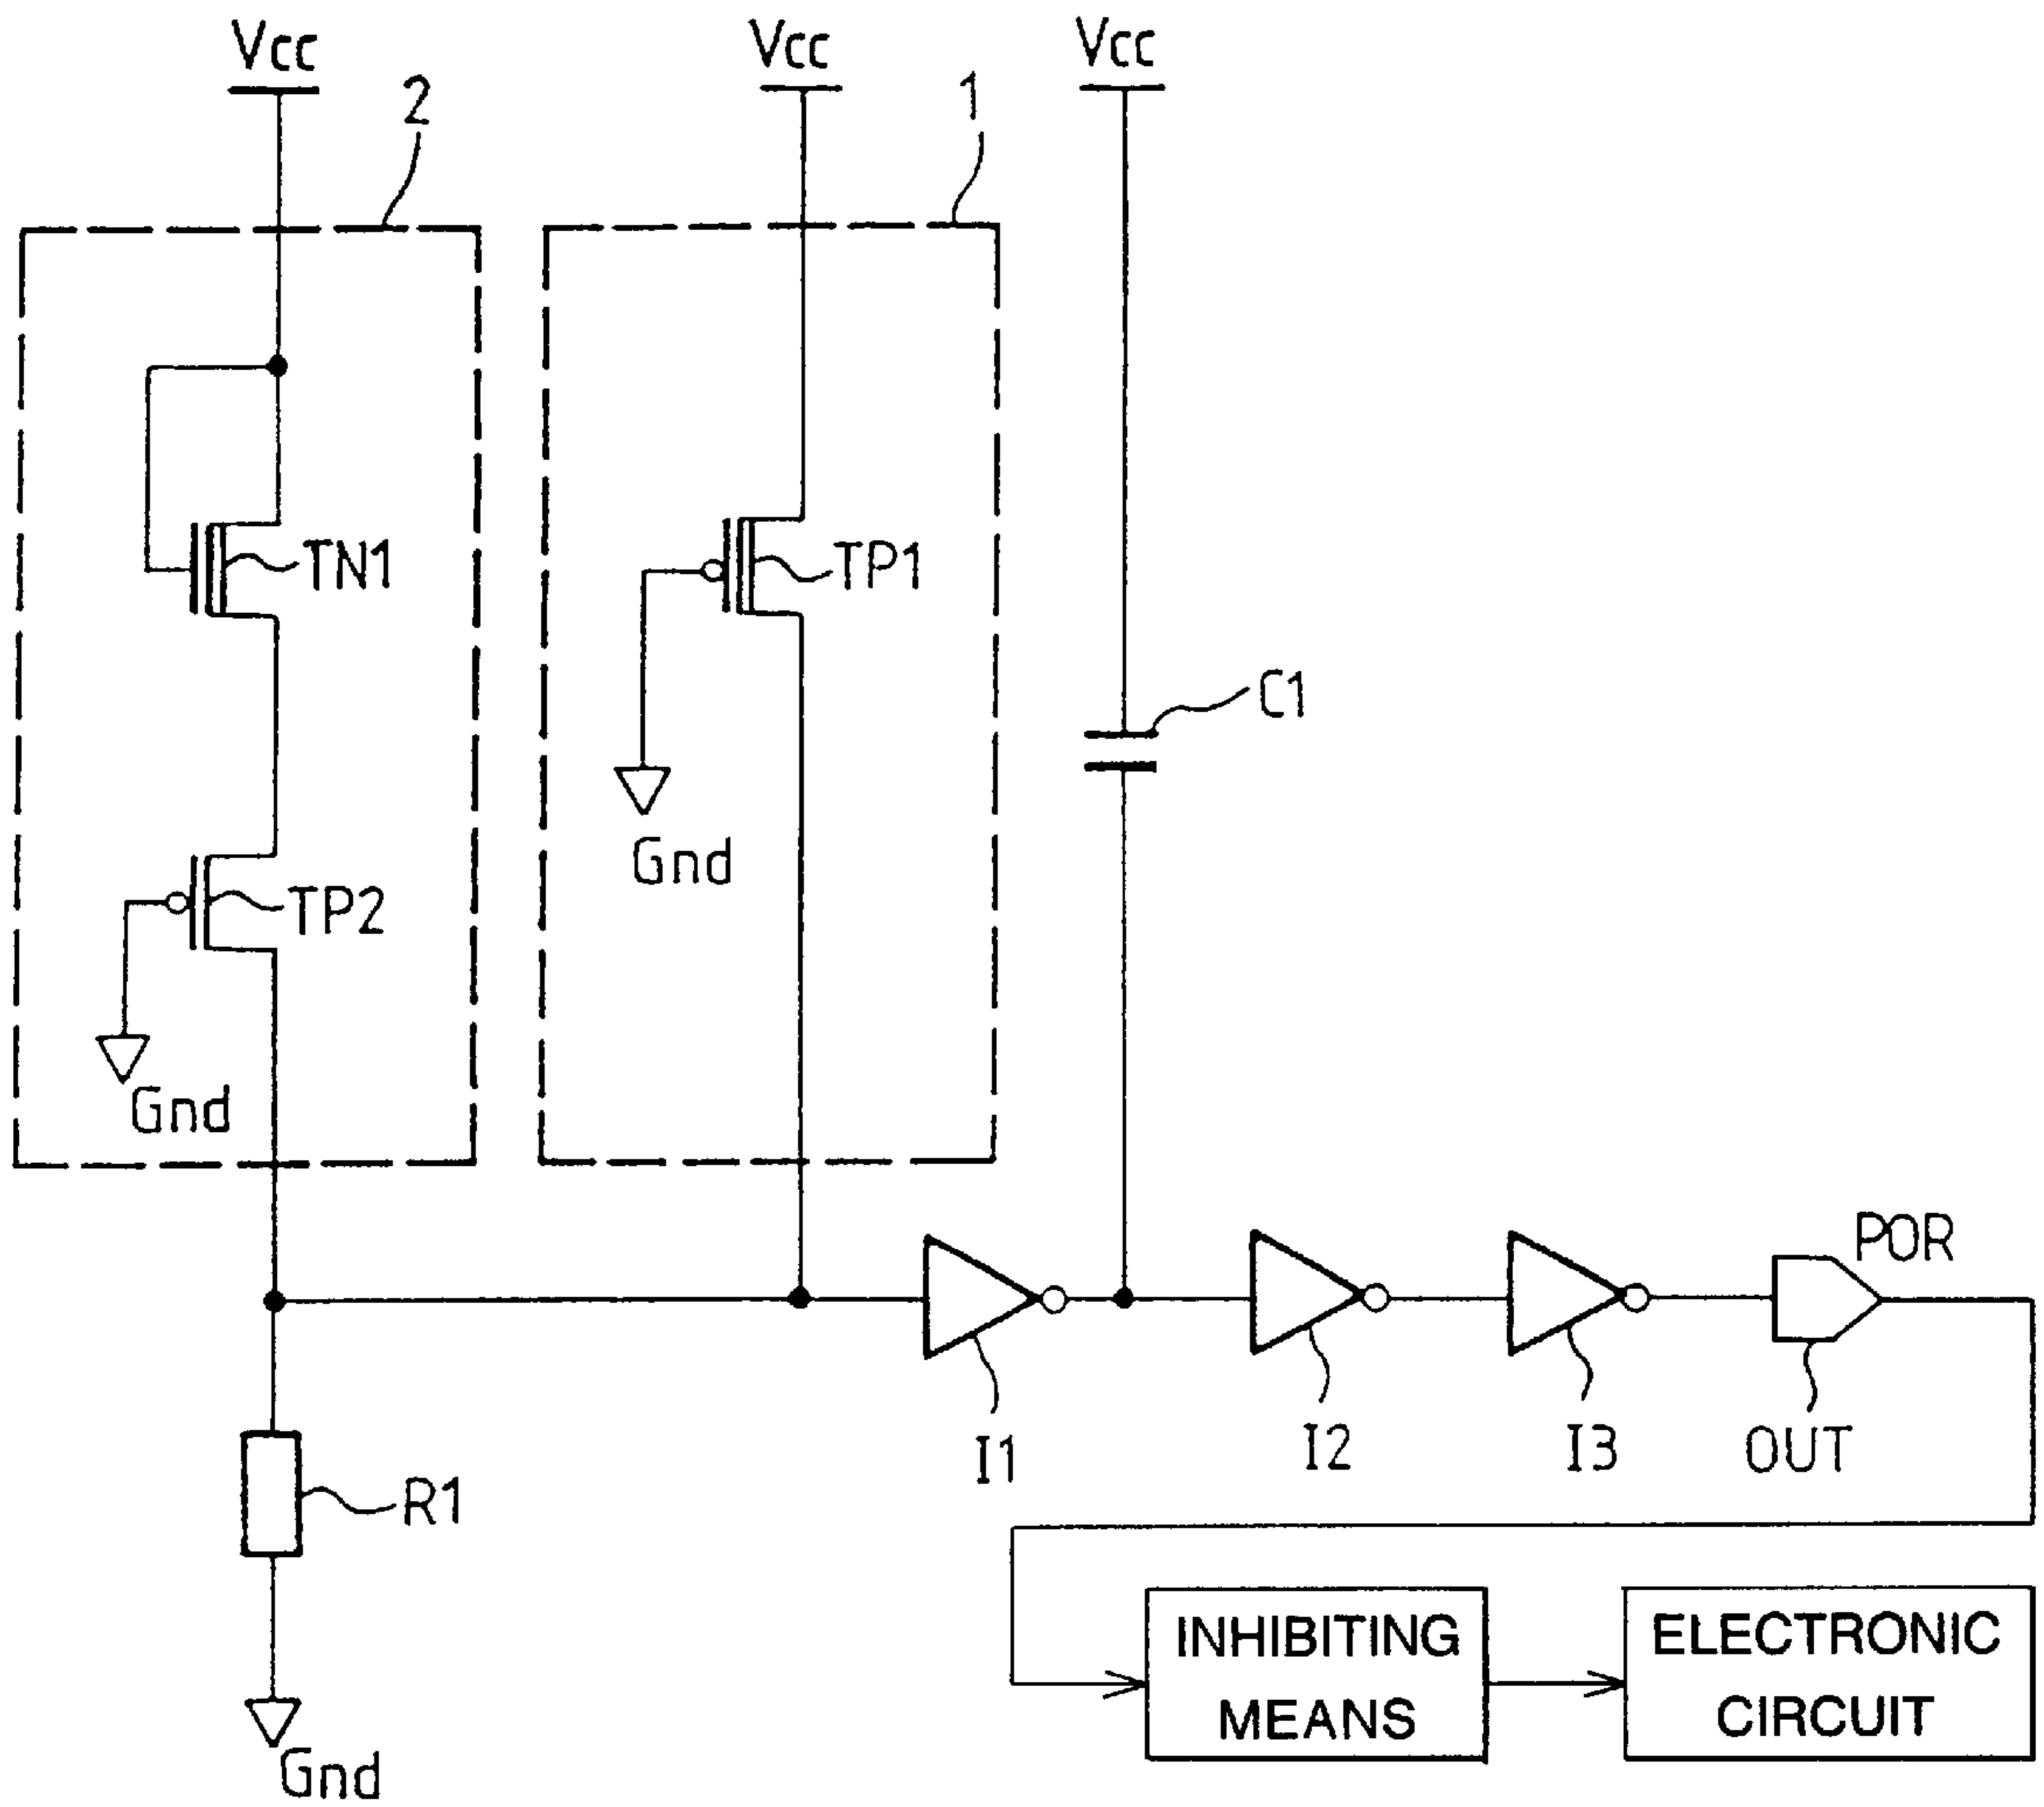 Vcc
Vcc
Vcc
2
1
TN1
TP1
C1
Gnd
TP2
Gnd
POR
I1
I2
I3
OUT
R1
INHIBITING
MEANS
ELECTRONIC
CIRCUIT
Gnd